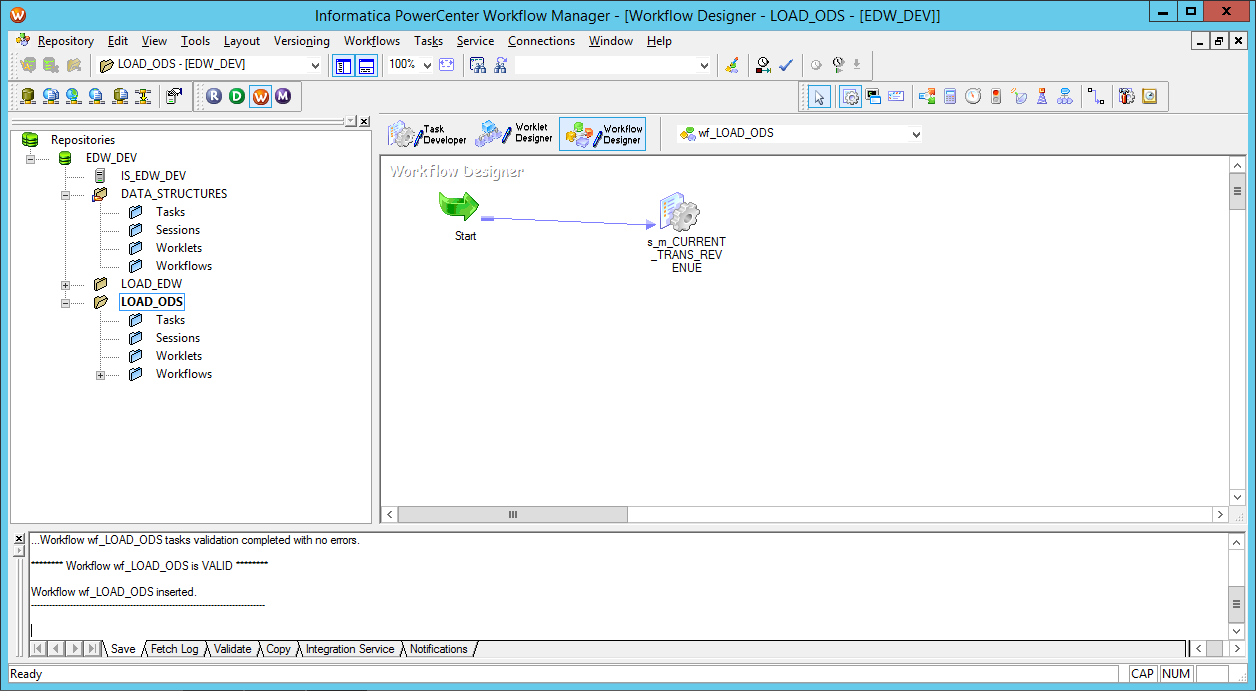 Informatica PowerCenter Workflow Manager - [Workflow Designer - LOAD_ODS - [EDW_DEV]]
Repository Edit View Tools Layout Versioning Workflows Tasks Service Connections Window Help
LOAD_ODS - [EDW_DEV] 100%
R D W M
Task Developer
Worklet Designer
Workflow Designer
wf_LOAD_ODS
Repositories
EDW_DEV
IS_EDW_DEV
DATA_STRUCTURES
Tasks
Sessions
Worklets
Workflows
LOAD_EDW
LOAD_ODS
Tasks
Sessions
Worklets
Workflows
Workflow Designer
Start
s_m_CURRENT
_TRANS_REV
ENUE
...Workflow wf_LOAD_ODS tasks validation completed with no errors.
******** Workflow wf_LOAD_ODS is VALID ********
Workflow wf_LOAD_ODS inserted.
Save Fetch Log Validate Copy Integration Service Notifications
Ready CAP NUM